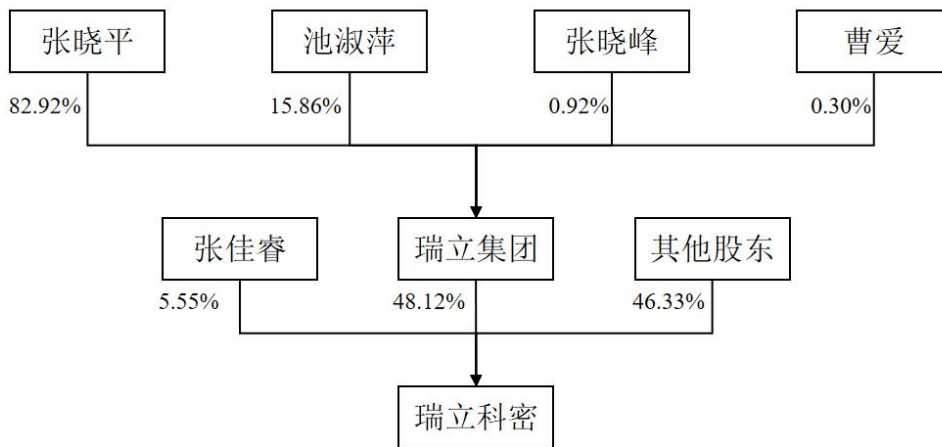 张晓平
池淑萍
张晓峰
曹爱
82.92%
15.86%
0.92%
0.30%
张佳睿
瑞立集团
其他股东
5.55%
48.12%
46.33%
瑞立科密